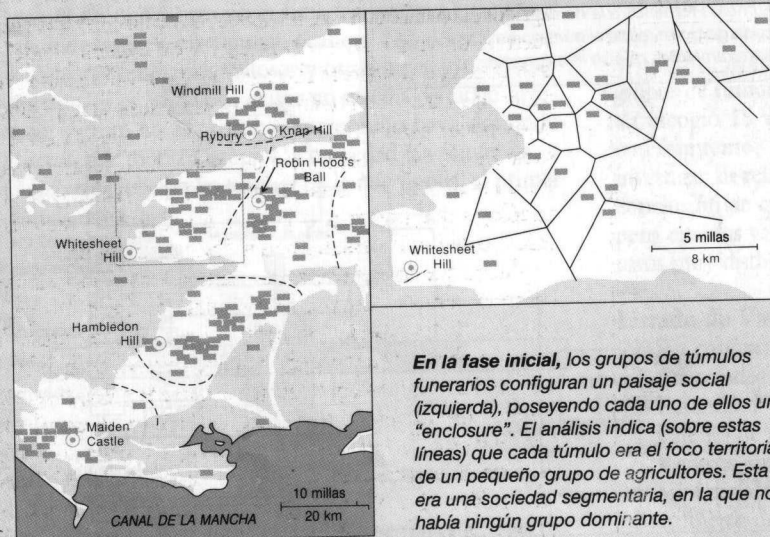 Windmill Hill
Rybury
Knap Hill
Robin Hood's
Ball
Whitesheet
Hill
Hambledon
Hill
Maiden
Castle
CANAL DE LA MANCHA
10 millas
20 km
Whitesheet
Hill
5 millas
8 km
En la fase inicial, los grupos de túmulos
funerarios configuran un paisaje social
(izquierda), poseyendo cada uno de ellos un
"enclosure". El análisis indica (sobre estas
líneas) que cada túmulo era el foco territoria
de un pequeño grupo de agricultores. Esta
era una sociedad segmentaria, en la que no
había ningún grupo dominante.